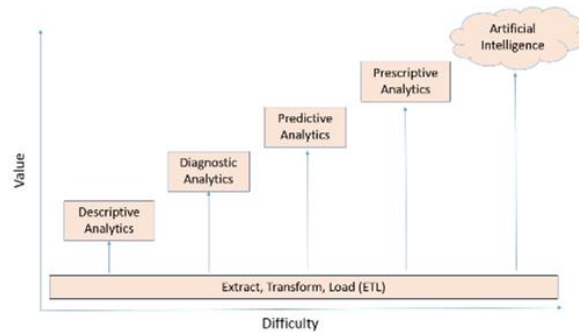 Artificial
Intelligence
Prescriptive
Analytics
Predictive
Analytics
Diagnostic
Analytics
Descriptive
Analytics
Value
Extract, Transform, Load (ETL)
Difficulty